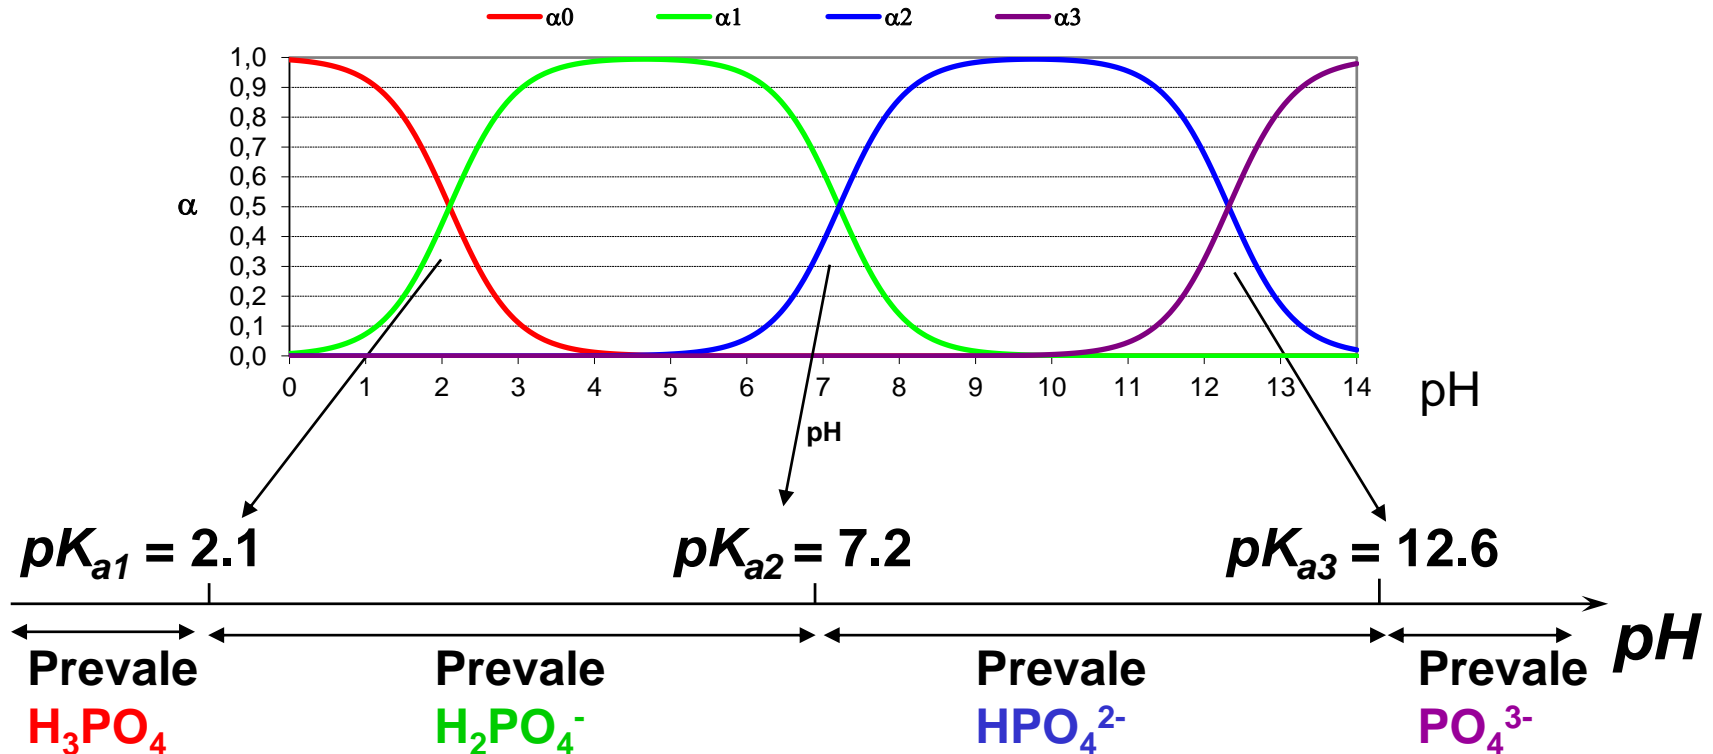 α0 α1 α2 α3
1,0
0,9
0,8
0,7
0,6
α 0,5
0,4
0,3
0,2
0,1
0,0
0 1 2 3 4 5 6 7 8 9 10 11 12 13 14 pH
pH
pKa1 = 2.1 pKa2 = 7.2 pKa3 = 12.6
pH
Prevale Prevale Prevale Prevale
H₃PO₄ H₂PO₄⁻ HPO₄²⁻ PO₄³⁻